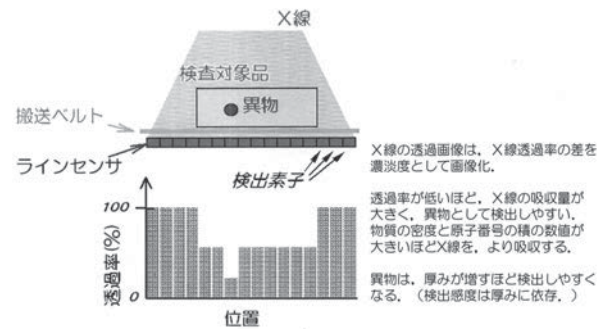 X線
検査対象品
異物
搬送ベルト
ラインセンサ
検出素子
X線の透過画像は，X線透過率の差を
濃淡度として画像化．
透過率が低いほど，X線の吸収量が
大きく，異物として検出しやすい．
物質の密度と原子番号の積の数値が
大きいほどX線を，より吸収する．
異物は，厚みが増すほど検出しやすく
なる．（検出感度は厚みに依存．）
100
透過率(%)
0
位置